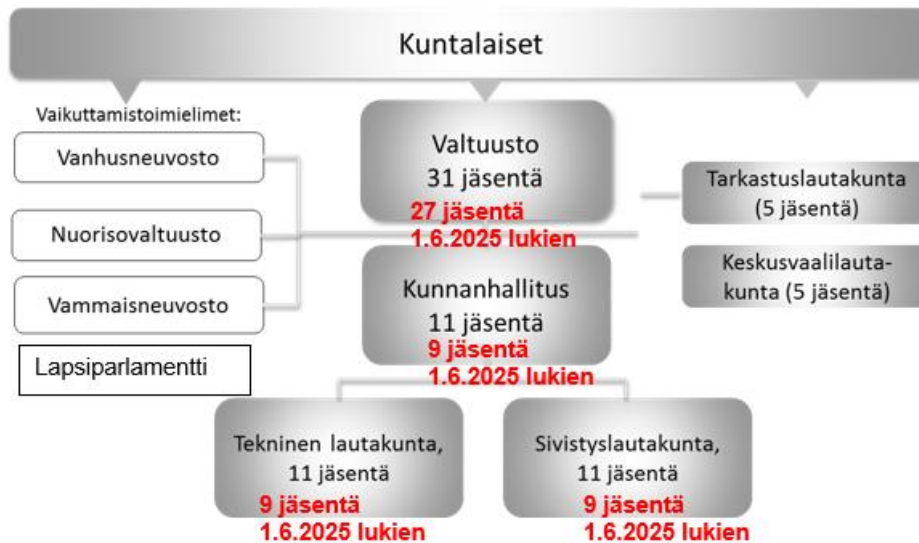 Kuntalaiset
Vaikuttamistoimielimet:
Vanhusneuvosto
Nuorisovaltuusto
Vammaisneuvosto
Lapsiparlamentti
Valtuusto
31 jäsentä
27 jäsentä
1.6.2025 lukien
Kunnanhallitus
11 jäsentä
9 jäsentä
1.6.2025 lukien
Tarkastuslautakunta
(5 jäsentä)
Keskusvaalilauta-
kunta (5 jäsentä)
Tekninen lautakunta,
11 jäsentä
9 jäsentä
1.6.2025 lukien
Sivistyslautakunta,
11 jäsentä
9 jäsentä
1.6.2025 lukien